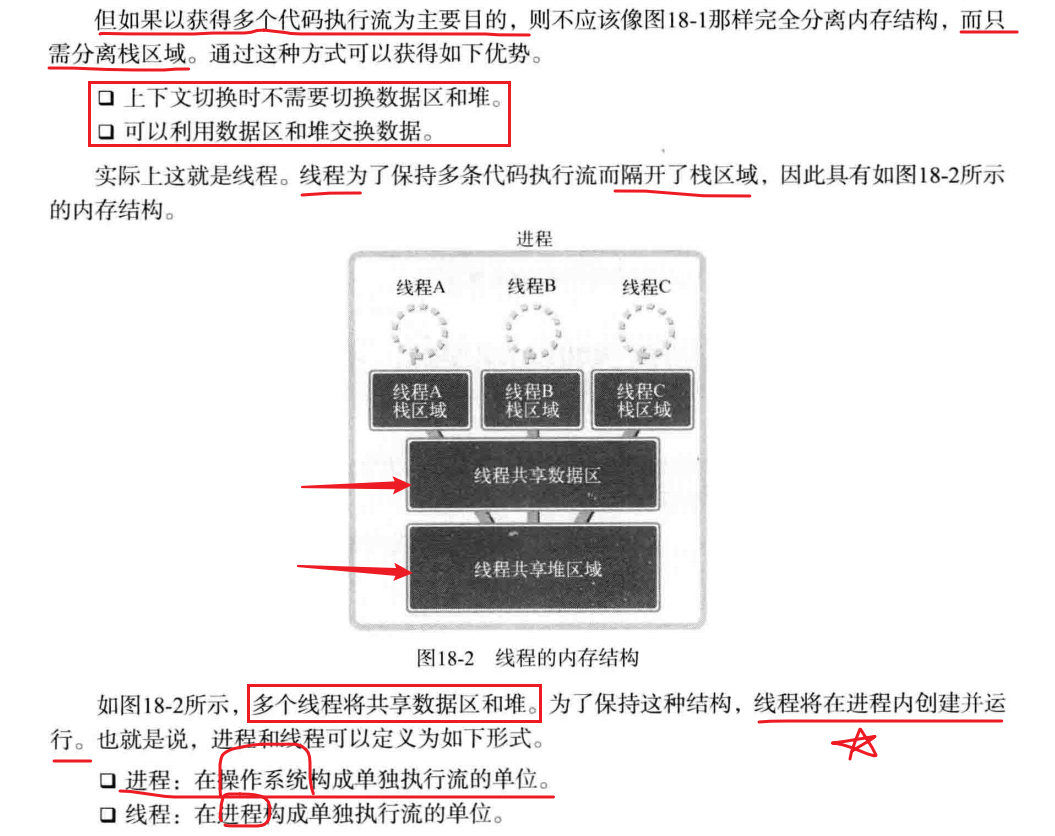 但如果以获得多个代码执行流为主要目的，则不应该像图18-1那样完全分离内存结构，而只
需分离栈区域。通过这种方式可以获得如下优势。
❑ 上下文切换时不需要切换数据区和堆。
❑ 可以利用数据区和堆交换数据。
实际上这就是线程。线程为了保持多条代码执行流而隔开了栈区域，因此具有如图18-2所示
的内存结构。
进程
线程A 线程B 线程C
线程A 线程B 线程C
栈区域 栈区域 栈区域
线程共享数据区
线程共享堆区域
图18-2 线程的内存结构
如图18-2所示，多个线程将共享数据区和堆。为了保持这种结构，线程将在进程内创建并运
行。也就是说，进程和线程可以定义为如下形式。
❑ 进程：在操作系统构成单独执行流的单位。
❑ 线程：在进程构成单独执行流的单位。